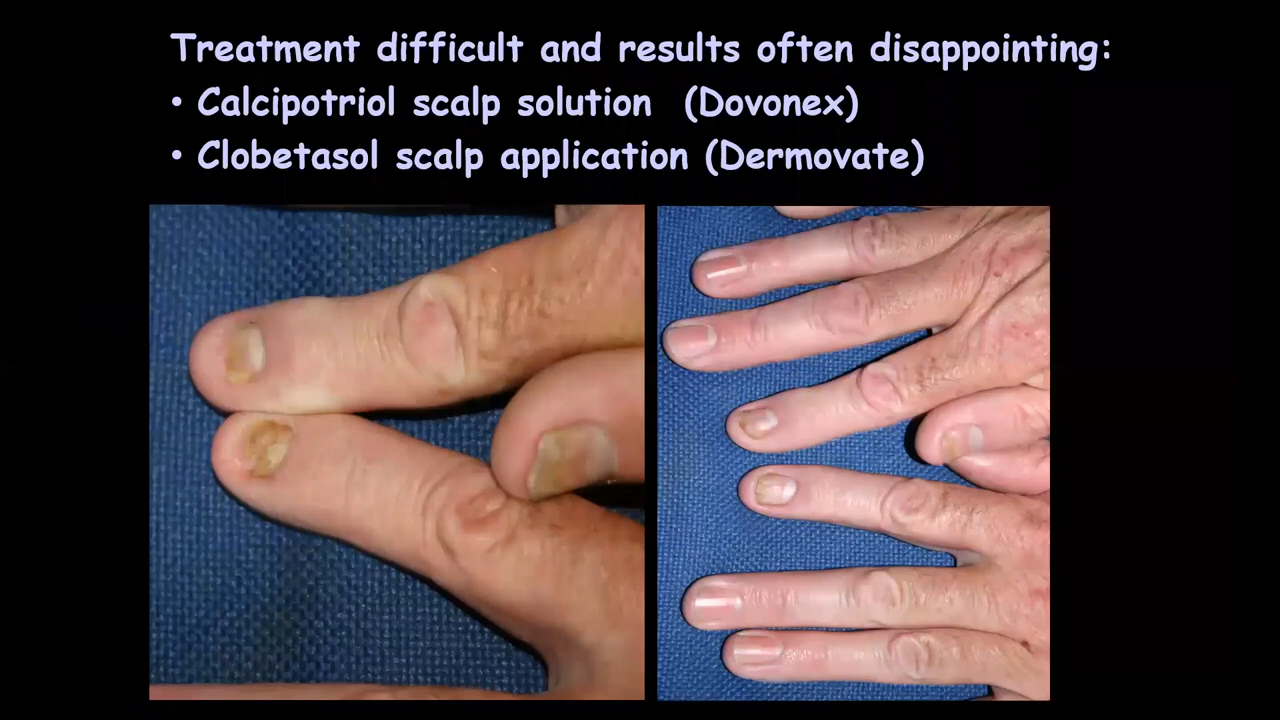 Treatment difficult and results often disappointing:
• Calcipotriol scalp solution (Dovonex)
• Clobetasol scalp application (Dermovate)